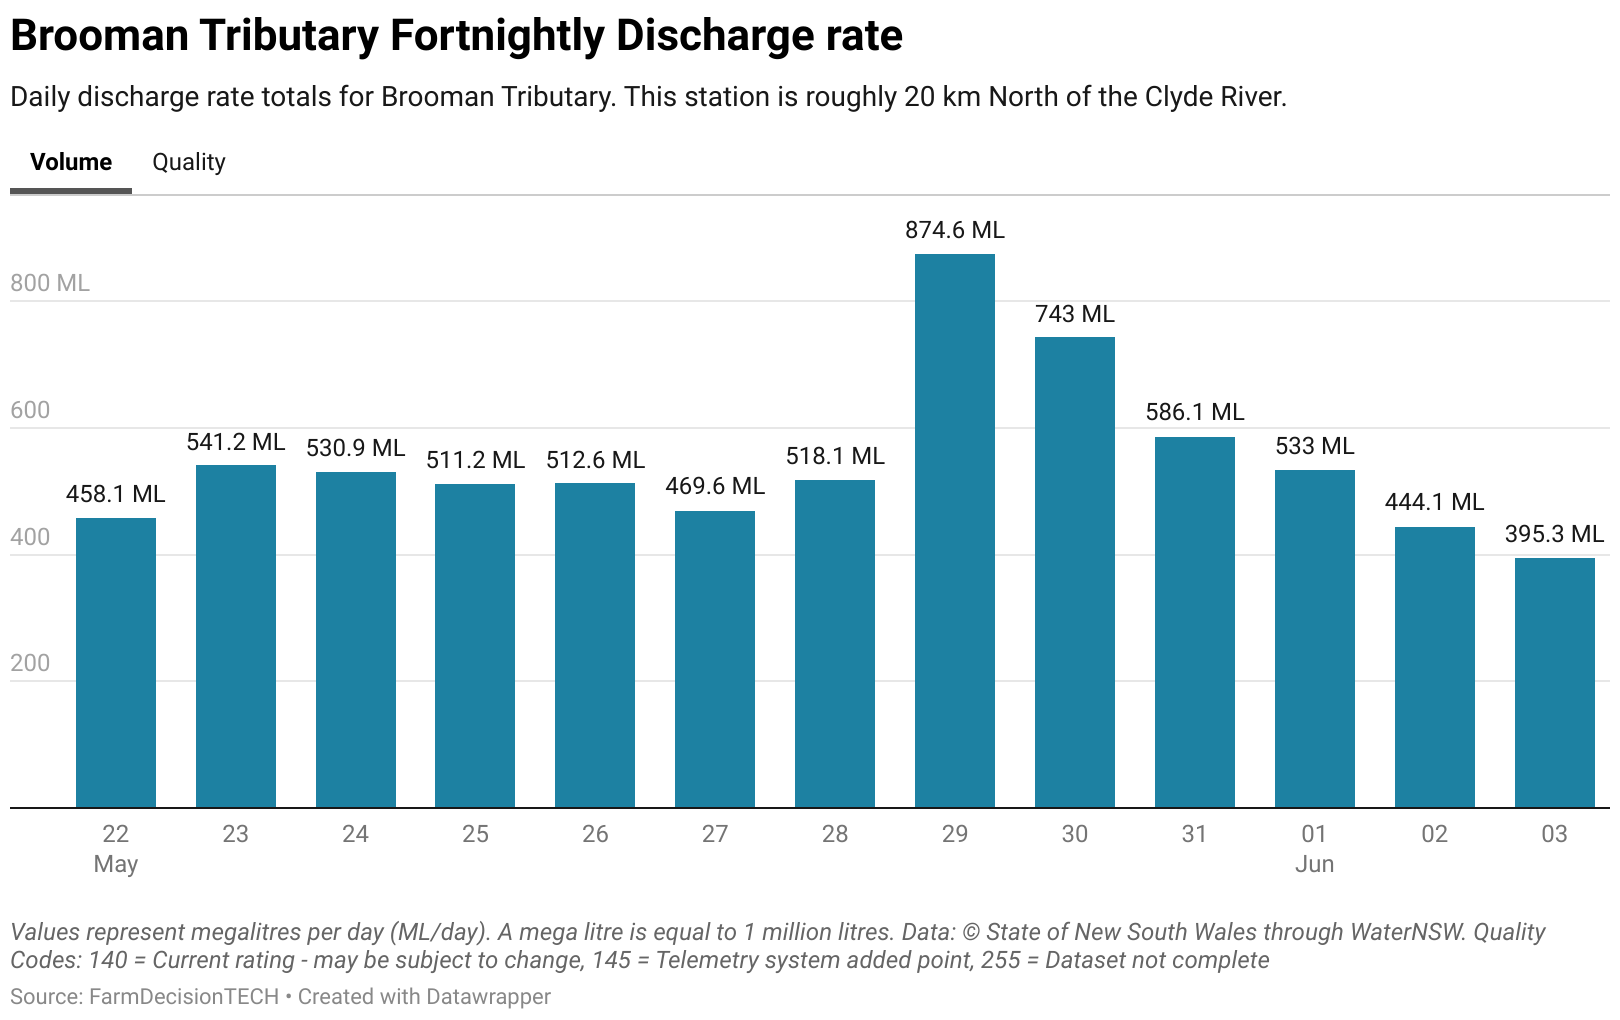 Brooman Tributary Fortnightly Discharge rate
Daily discharge rate totals for Brooman Tributary. This station is roughly 20 km North of the Clyde River.
Volume Quality
874.6 ML
800 ML
743 ML
600
586.1 ML
541.2 ML
530.9 ML
533 ML
511.2 ML
512.6 ML
518.1 ML
458.1 ML
469.6 ML
444.1 ML
400
395.3 ML
200
22 23 24 25 26 27 28 29 30 31 01 02 03
May Jun
Values represent megalitres per day (ML/day). A mega litre is equal to 1 million litres. Data: © State of New South Wales through WaterNSW. Quality
Codes: 140 = Current rating - may be subject to change, 145 = Telemetry system added point, 255 = Dataset not complete
Source: FarmDecisionTECH • Created with Datawrapper